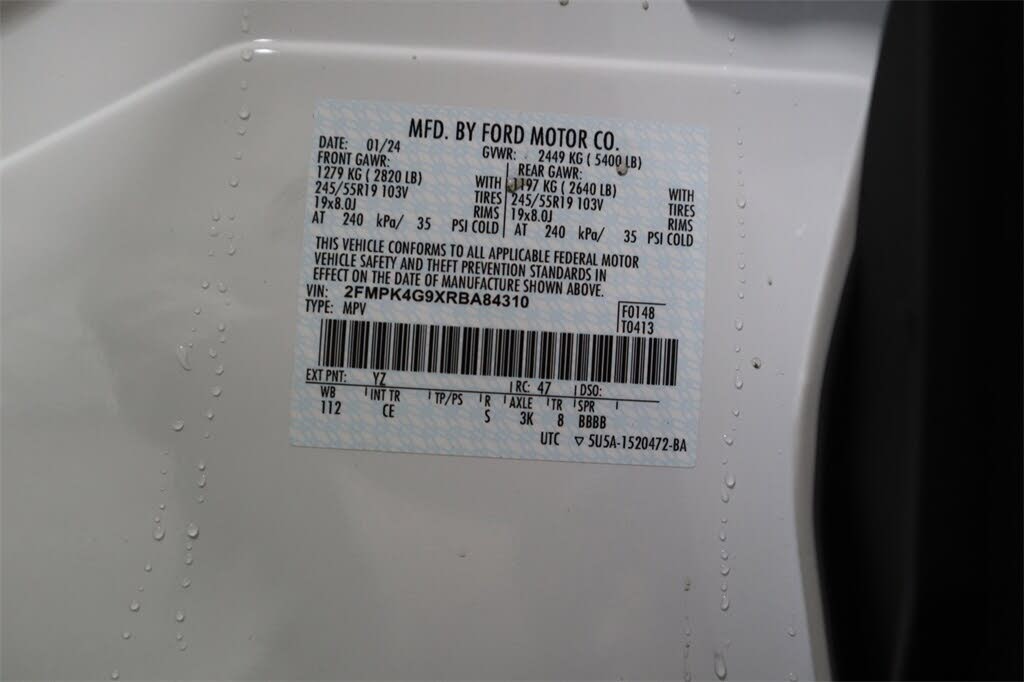 MFD. BY FORD MOTOR CO.
DATE: 01/24 GVWR: 2449 KG ( 5400 LB)
FRONT GAWR: REAR GAWR:
1279 KG ( 2820 LB) WITH 1197 KG ( 2640 LB) WITH
245/55R19 103V TIRES 245/55R19 103V TIRES
19x8.0J RIMS 19x8.0J RIMS
AT 240 kPa/ 35 PSI COLD AT 240 kPa/ 35 PSI COLD
THIS VEHICLE CONFORMS TO ALL APPLICABLE FEDERAL MOTOR
VEHICLE SAFETY AND THEFT PREVENTION STANDARDS IN
EFFECT ON THE DATE OF MANUFACTURE SHOWN ABOVE.
VIN: 2FMPK4G9XRBA84310 F0148
TYPE: MPV T0413
EXT PNT: YZ RC: 47 DSO:
WB INT TR TP/PS R AXLE TR SPR
112 CE S 3K 8 BBBB
UTC ▽ 5U5A-1520472-BA